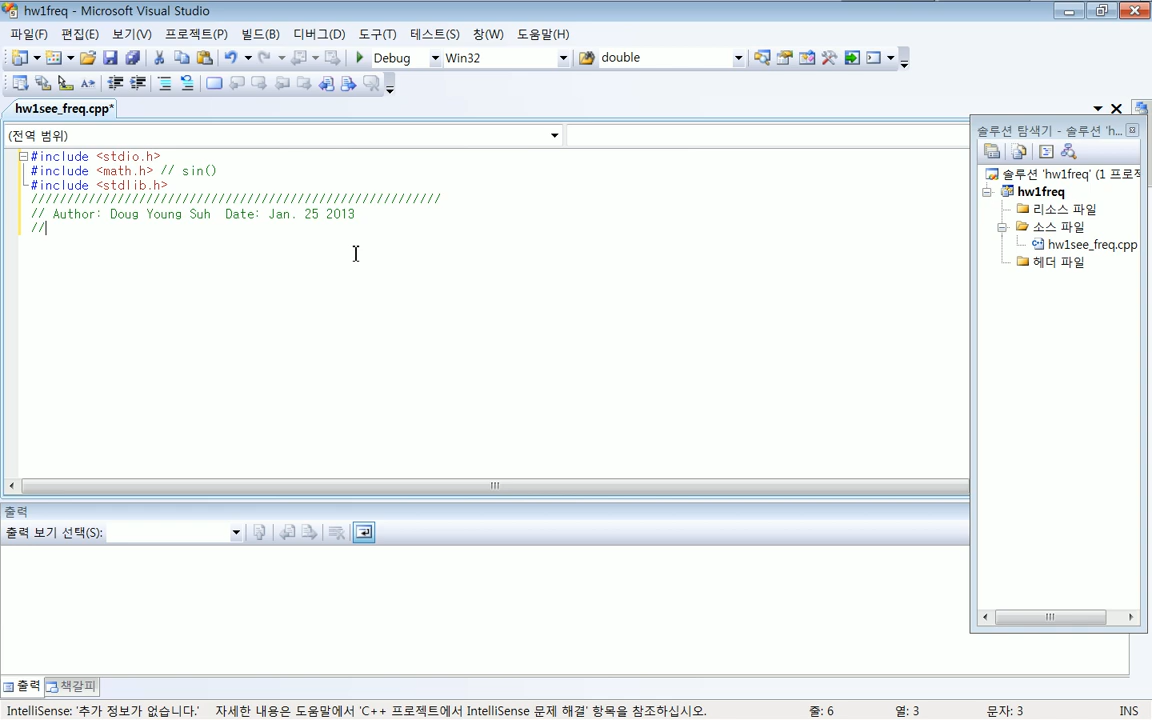 hw1freq - Microsoft Visual Studio
파일(F) 편집(E) 보기(V) 프로젝트(P) 빌드(B) 디버그(D) 도구(T) 테스트(S) 창(W) 도움말(H)
Debug Win32 double
hw1see_freq.cpp*
(전역 범위)
#include <stdio.h>
#include <math.h> // sin()
#include <stdlib.h>
/////////////////////////////////////////////////////////
// Author: Doug Young Suh  Date: Jan. 25 2013
//
솔루션 탐색기 - 솔루션 'h...
솔루션 'hw1freq' (1 프로젝
hw1freq
리소스 파일
소스 파일
hw1see_freq.cpp
헤더 파일
출력
출력 보기 선택(S):
출력 책갈피
IntelliSense: '추가 정보가 없습니다.' 자세한 내용은 도움말에서 'C++ 프로젝트에서 IntelliSense 문제 해결' 항목을 참조하십시오. 줄: 6 열: 3 문자: 3 INS